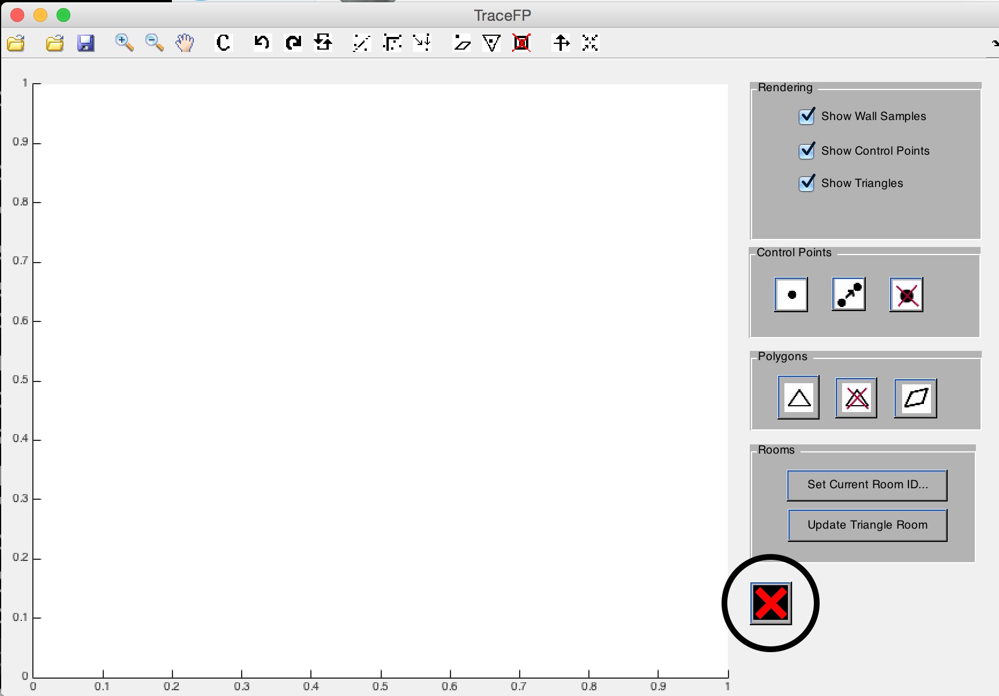 TraceFP
C
Rendering
Show Wall Samples
Show Control Points
Show Triangles
Control Points
Polygons
Rooms
Set Current Room ID...
Update Triangle Room
1
0.9
0.8
0.7
0.6
0.5
0.4
0.3
0.2
0.1
0
0 0.1 0.2 0.3 0.4 0.5 0.6 0.7 0.8 0.9 1